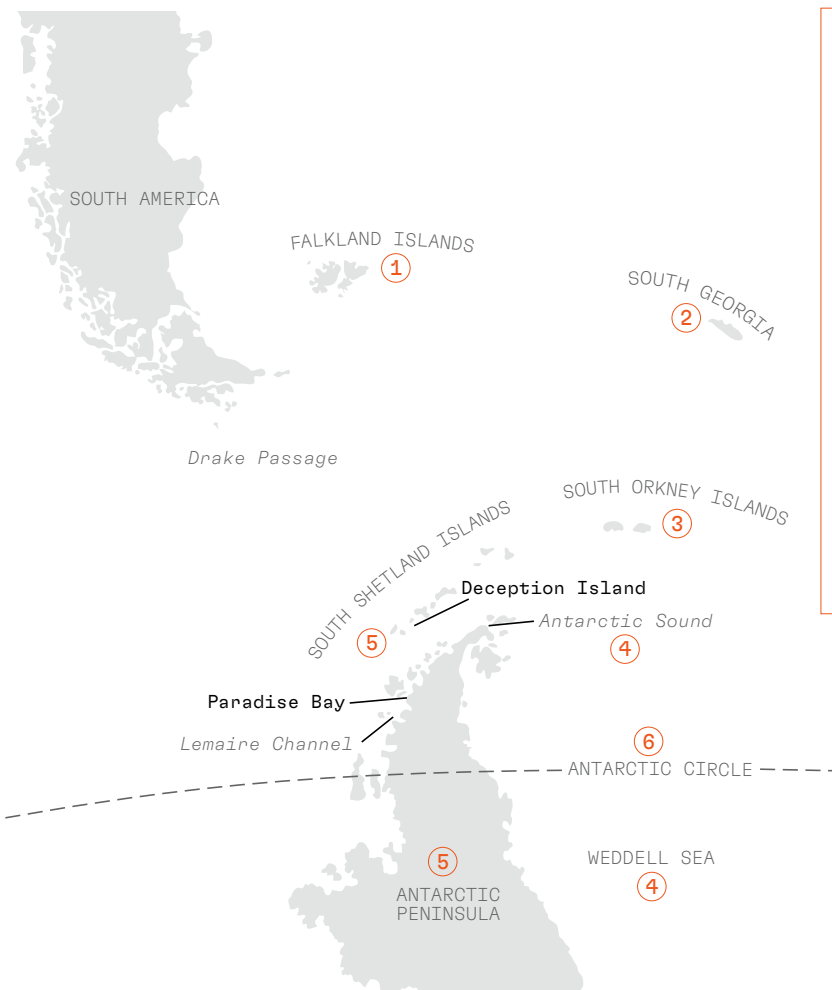 SOUTH AMERICA
FALKLAND ISLANDS
1
SOUTH GEORGIA
2
Drake Passage
SOUTH ORKNEY ISLANDS
3
SOUTH SHETLAND ISLANDS
5
Deception Island
Antarctic Sound
4
Paradise Bay
Lemaire Channel
6
ANTARCTIC CIRCLE
5
ANTARCTIC
PENINSULA
WEDDELL SEA
4